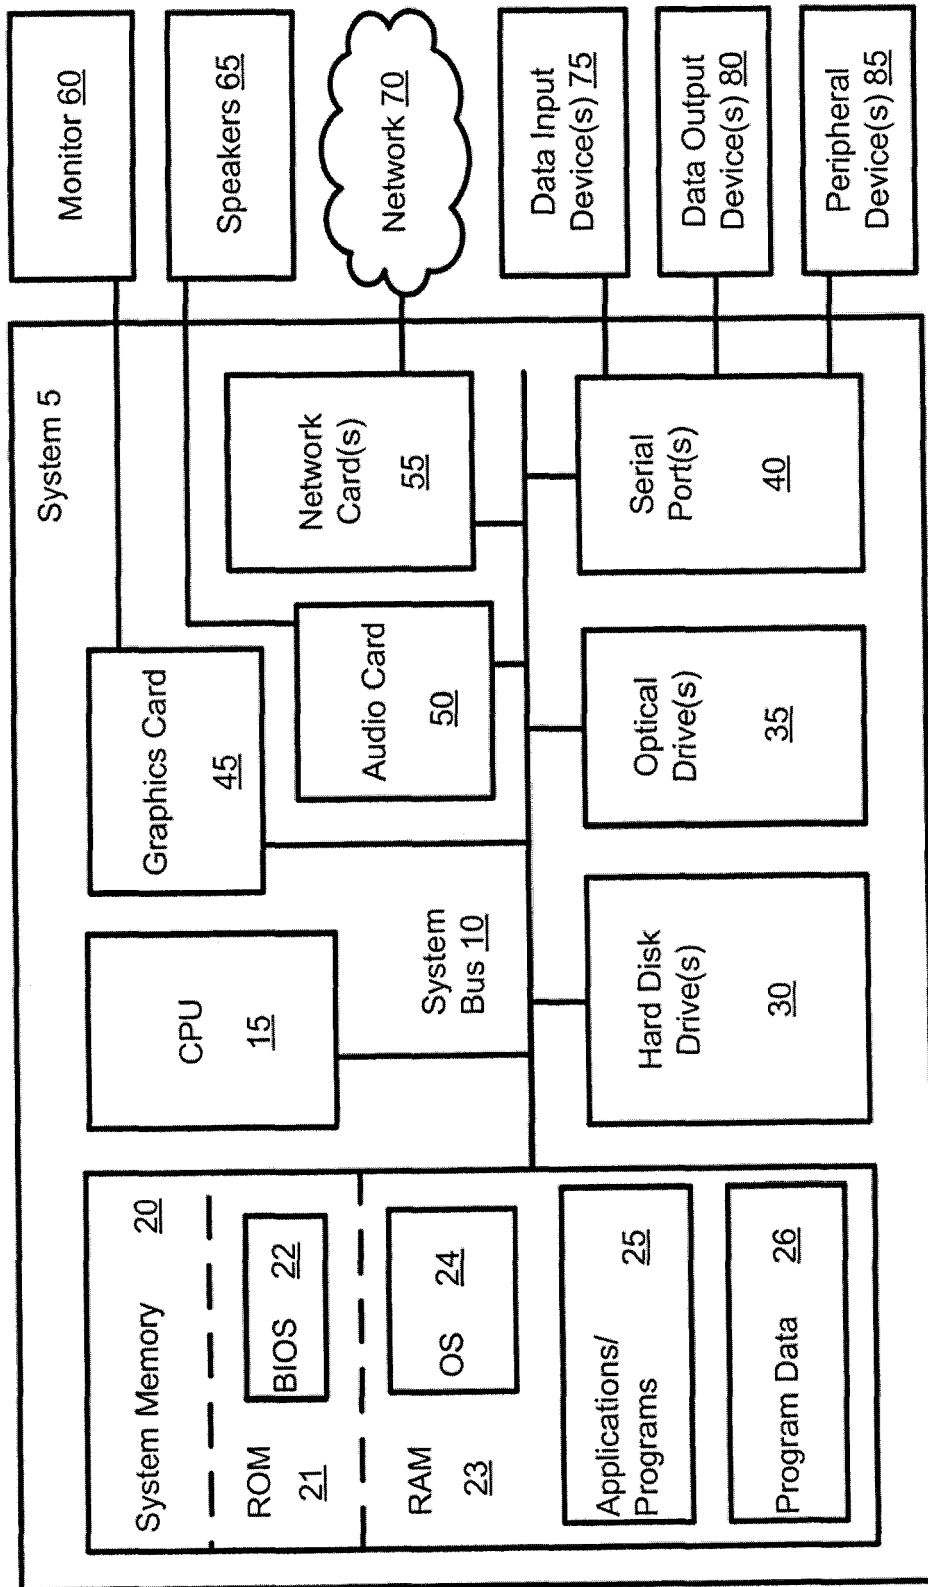 System 5
System Memory 20
ROM
21
BIOS 22
RAM
23
OS 24
Applications/
Programs
25
Program Data 26
CPU
15
System
Bus 10
Graphics Card
45
Audio Card
50
Network
Card(s)
55
Hard Disk
Drive(s)
30
Optical
Drive(s)
35
Serial
Port(s)
40
Monitor 60
Speakers 65
Network 70
Data Input
Device(s) 75
Data Output
Device(s) 80
Peripheral
Device(s) 85